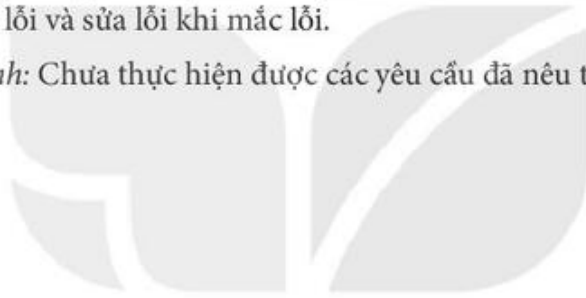 lỗi và sửa lỗi khi mắc lỗi.
Chưa thực hiện được các yêu cầu đã nêu